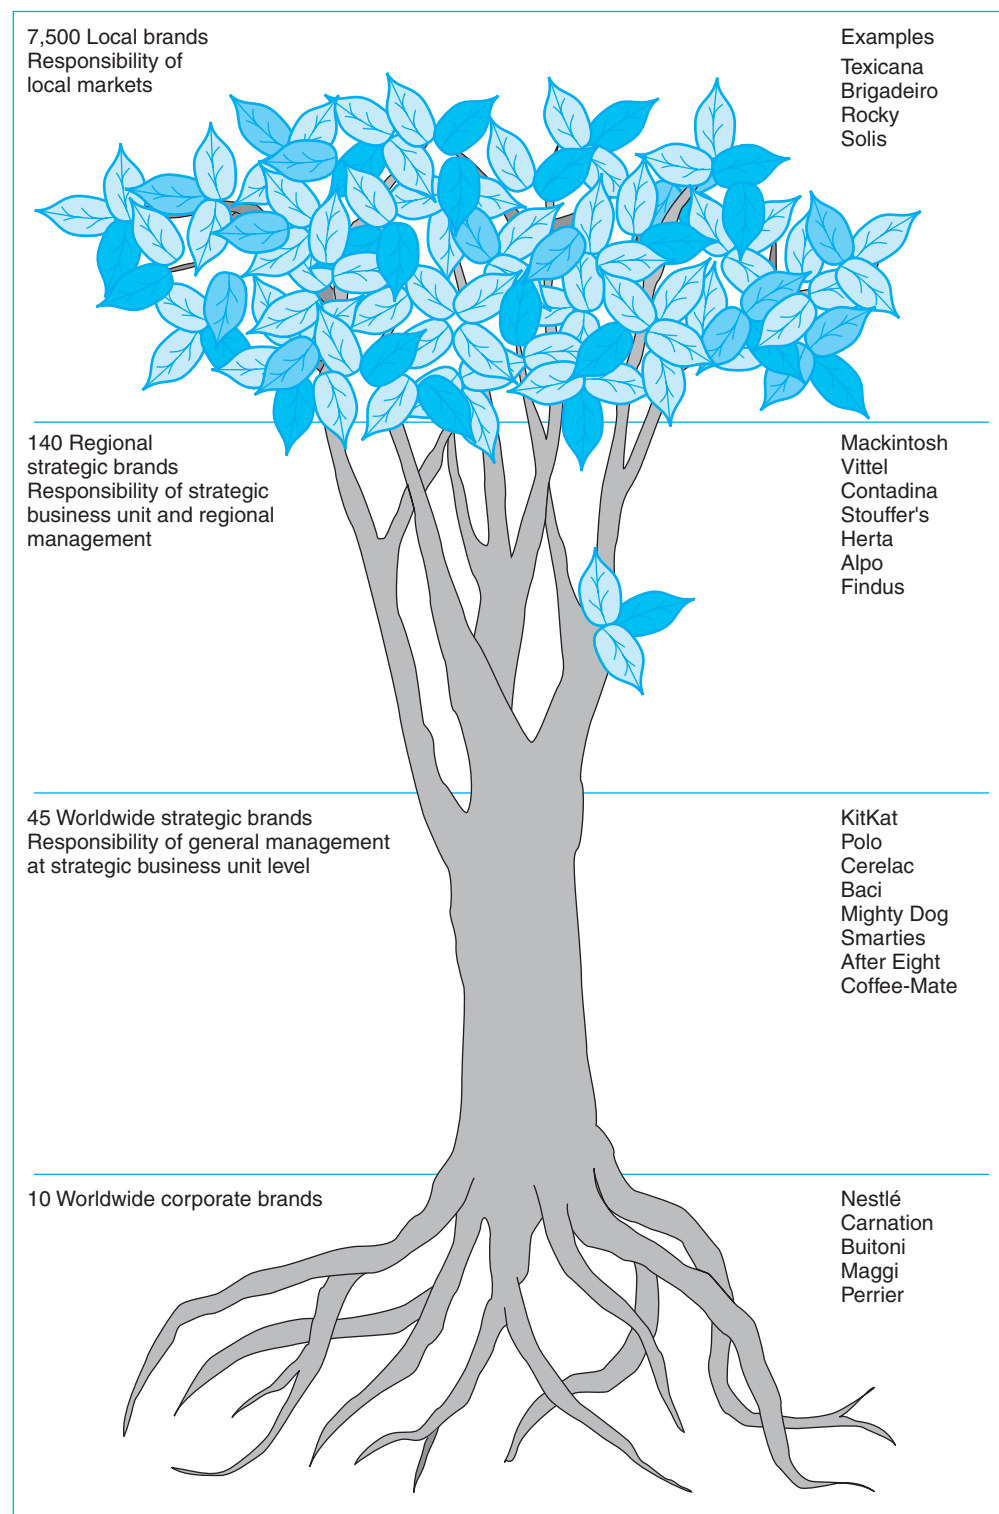 7,500 Local brands
Responsibility of
local markets
Examples
Texicana
Brigadeiro
Rocky
Solis
140 Regional
strategic brands
Responsibility of strategic
business unit and regional
management
Mackintosh
Vittel
Contadina
Stouffer's
Herta
Alpo
Findus
45 Worldwide strategic brands
Responsibility of general management
at strategic business unit level
KitKat
Polo
Cerelac
Baci
Mighty Dog
Smarties
After Eight
Coffee-Mate
10 Worldwide corporate brands
Nestlé
Carnation
Buitoni
Maggi
Perrier